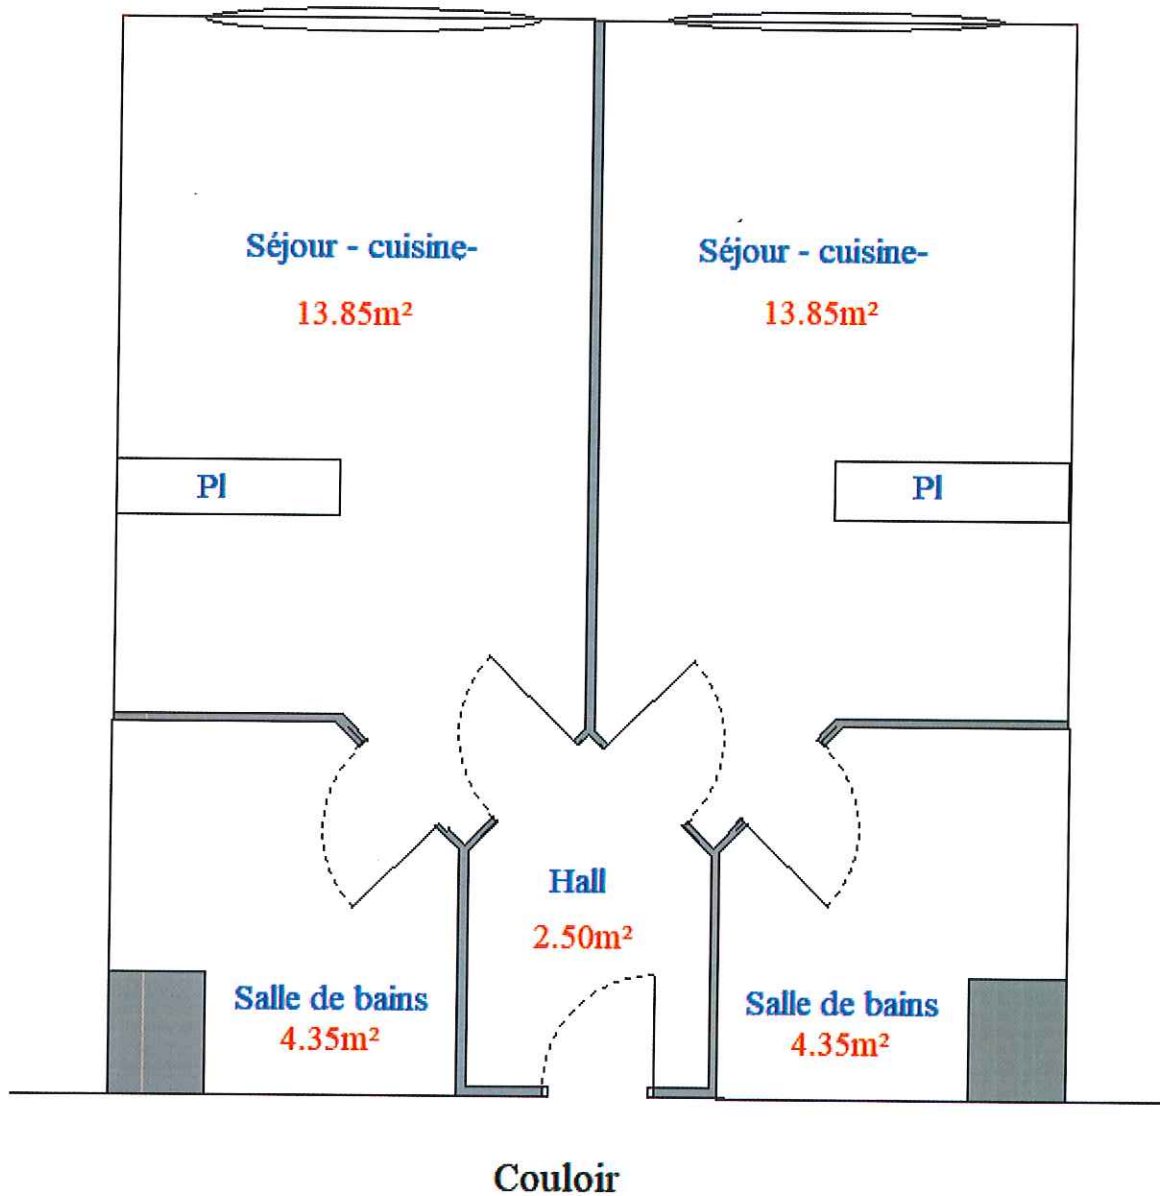 Séjour - cuisine-
13.85m²
Séjour - cuisine-
13.85m²
Pl
Pl
Hall
2.50m²
Salle de bains
4.35m²
Salle de bains
4.35m²
Couloir